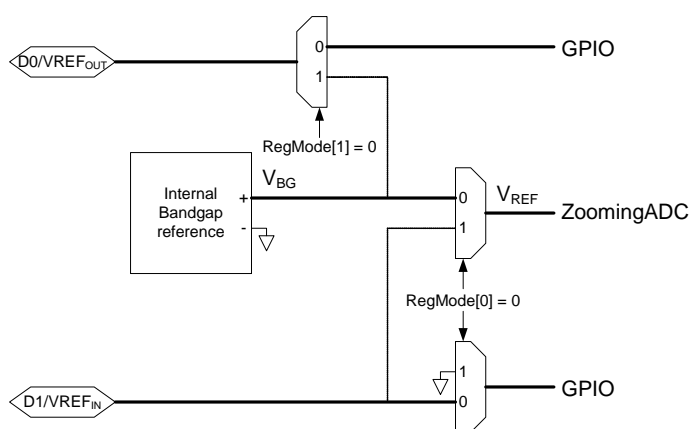 0
GPIO
D0/VREFOUT
1
RegMode[1] = 0
VBG
Internal
Bandgap
reference
+
-
0
VREF
1
ZoomingADC
RegMode[0] = 0
1
GPIO
0
D1/VREFIN